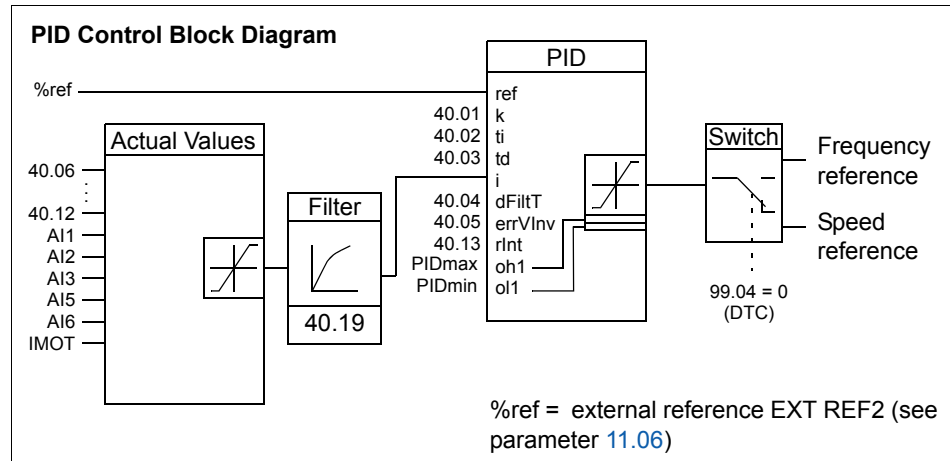 PID Control Block Diagram
PID
%ref
ref
40.01
k
40.02
ti
40.03
td
i
40.04
dFiltT
40.05
errVInv
40.13
rInt
PIDmax
oh1
PIDmin
ol1
Actual Values
40.06
40.12
AI1
AI2
AI3
AI5
AI6
IMOT
Filter
40.19
Switch
Frequency
reference
Speed
reference
99.04 = 0
(DTC)
%ref = external reference EXT REF2 (see
parameter 11.06)